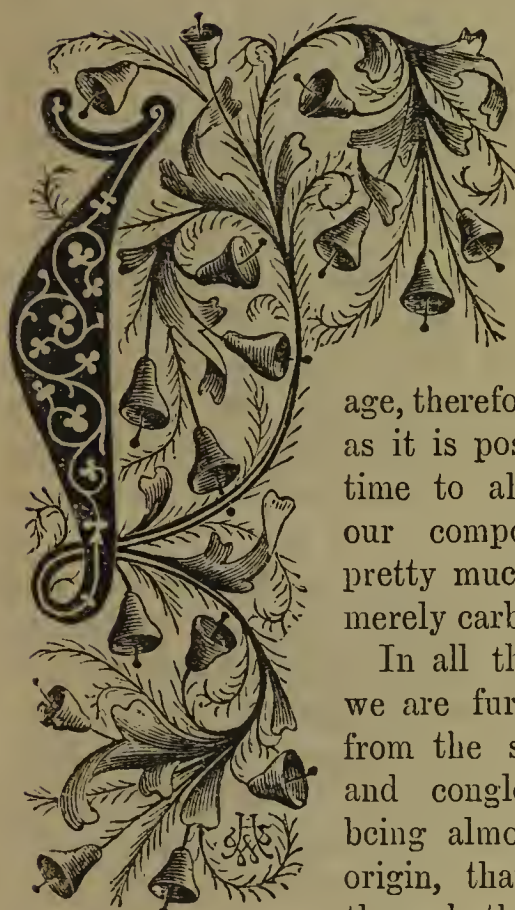 I
age, therefo
as it is pos
time to al
our compo
pretty muc
merely carb
In all th
we are fur
from the s
and conglo
being almo
origin, tha